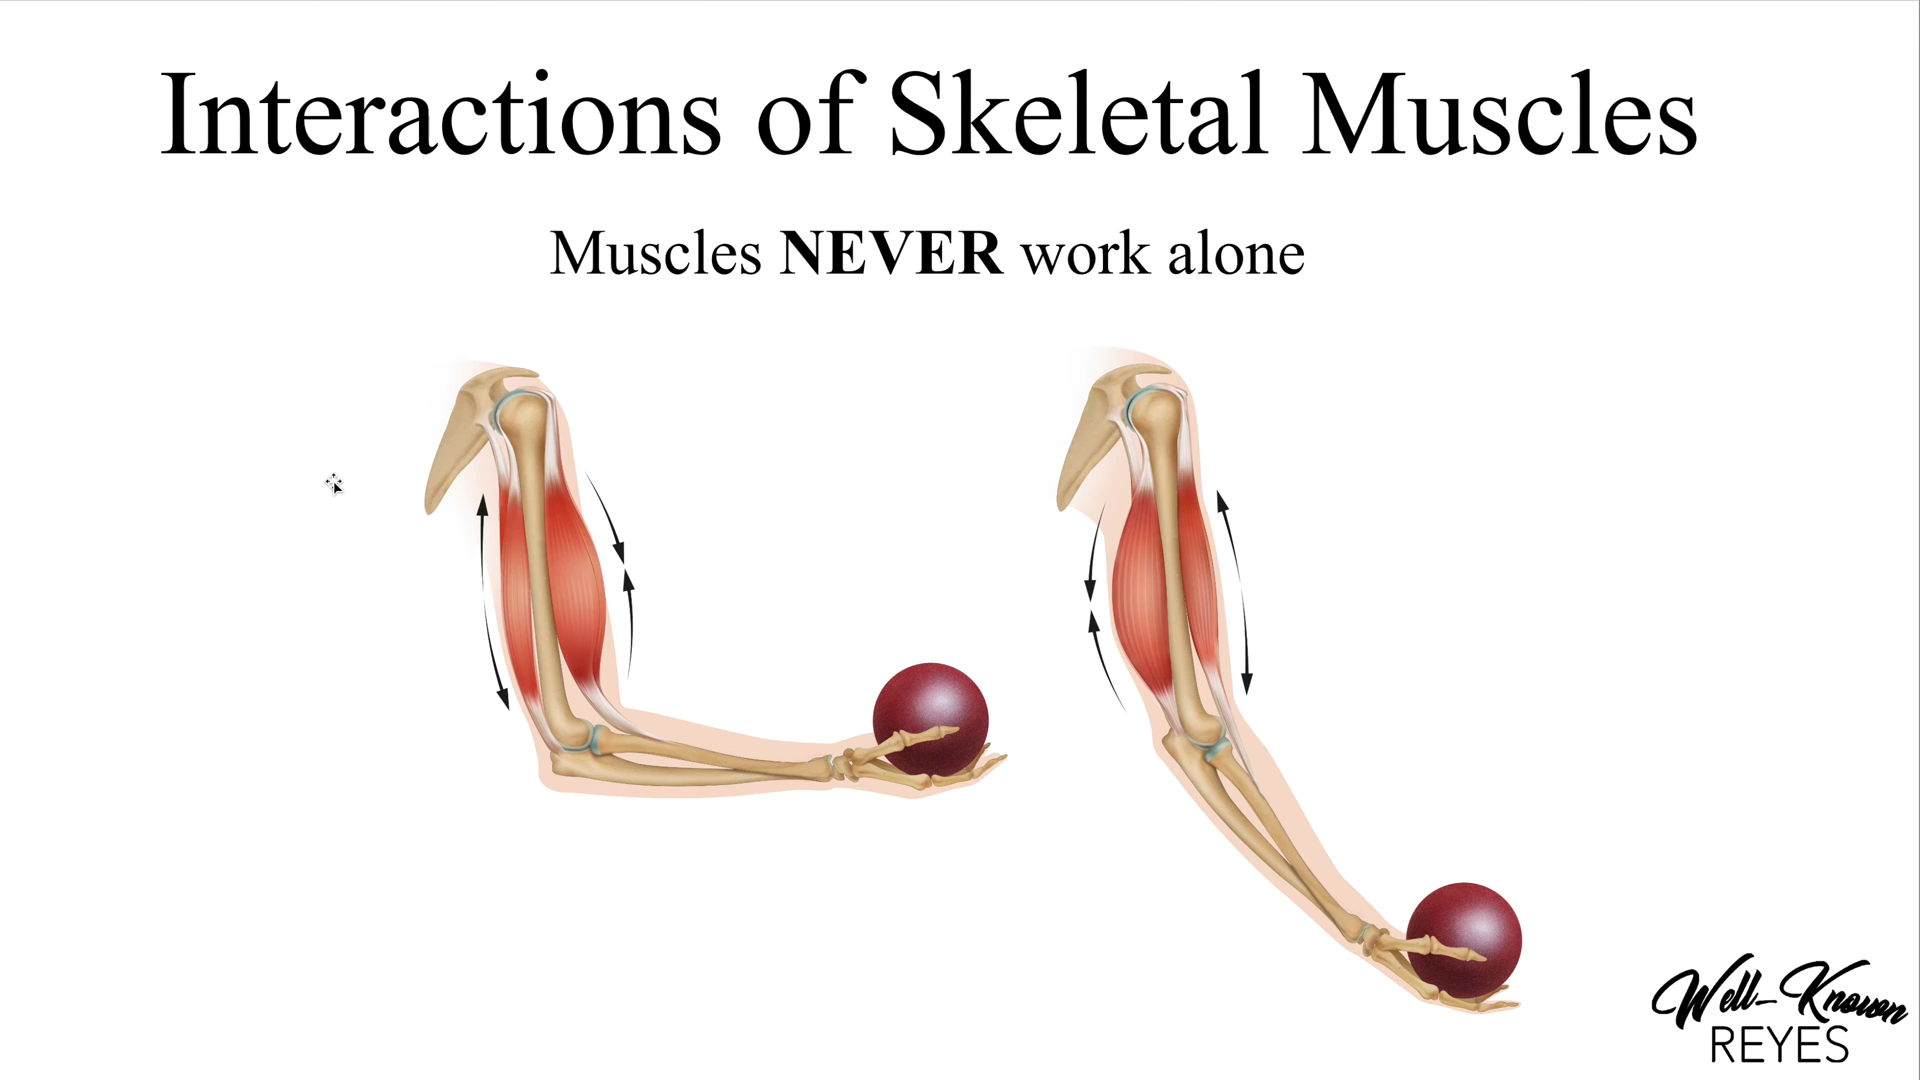 Interactions of Skeletal Muscles
Muscles NEVER work alone
Well-Known
REYES